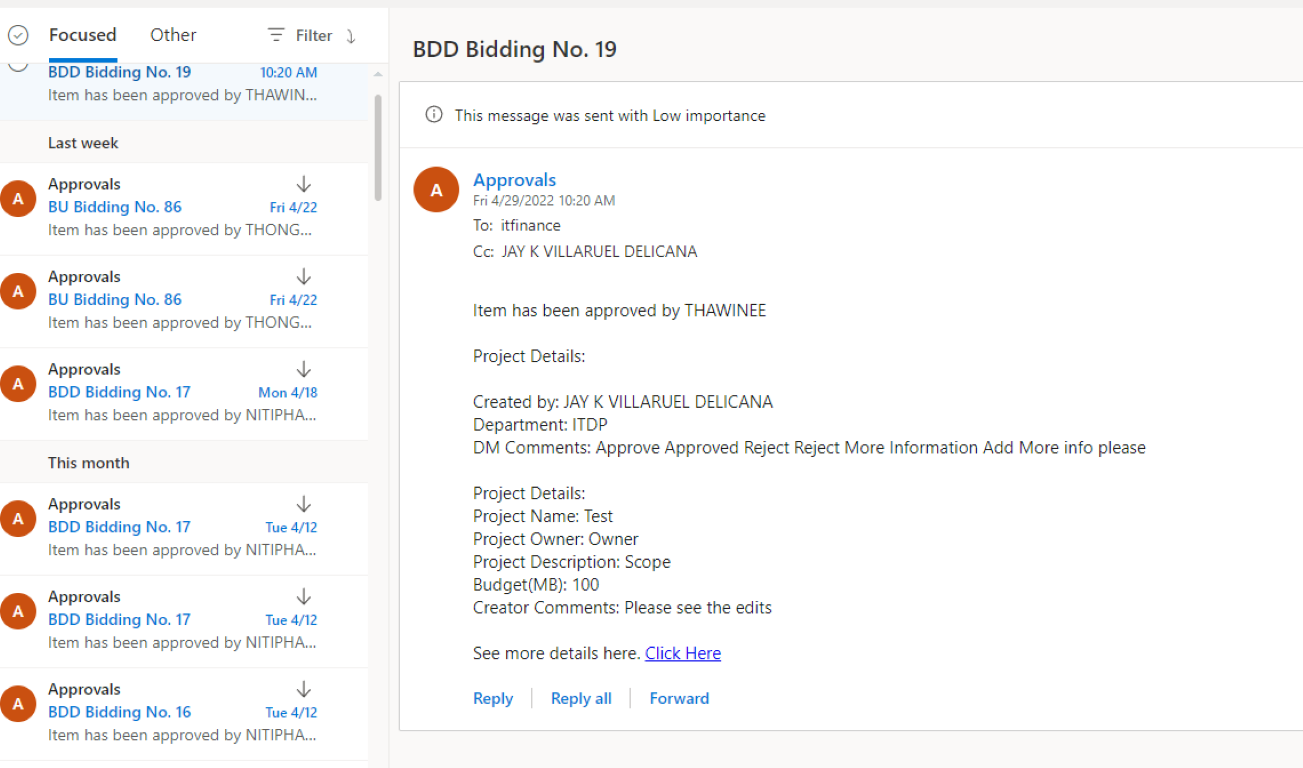 Focused Other Filter
BDD Bidding No. 19 10:20 AM
Item has been approved by THAWIN...
Last week
A
Approvals
BU Bidding No. 86 Fri 4/22
Item has been approved by THONG...
A
Approvals
BU Bidding No. 86 Fri 4/22
Item has been approved by THONG...
A
Approvals
BDD Bidding No. 17 Mon 4/18
Item has been approved by NITIPHA...
This month
A
Approvals
BDD Bidding No. 17 Tue 4/12
Item has been approved by NITIPHA...
A
Approvals
BDD Bidding No. 17 Tue 4/12
Item has been approved by NITIPHA...
A
Approvals
BDD Bidding No. 16 Tue 4/12
Item has been approved by NITIPHA...
BDD Bidding No. 19
This message was sent with Low importance
A
Approvals
Fri 4/29/2022 10:20 AM
To: itfinance
Cc: JAY K VILLARUEL DELICANA
Item has been approved by THAWINEE
Project Details:
Created by: JAY K VILLARUEL DELICANA
Department: ITDP
DM Comments: Approve Approved Reject Reject More Information Add More info please
Project Details:
Project Name: Test
Project Owner: Owner
Project Description: Scope
Budget(MB): 100
Creator Comments: Please see the edits
See more details here. Click Here
Reply Reply all Forward